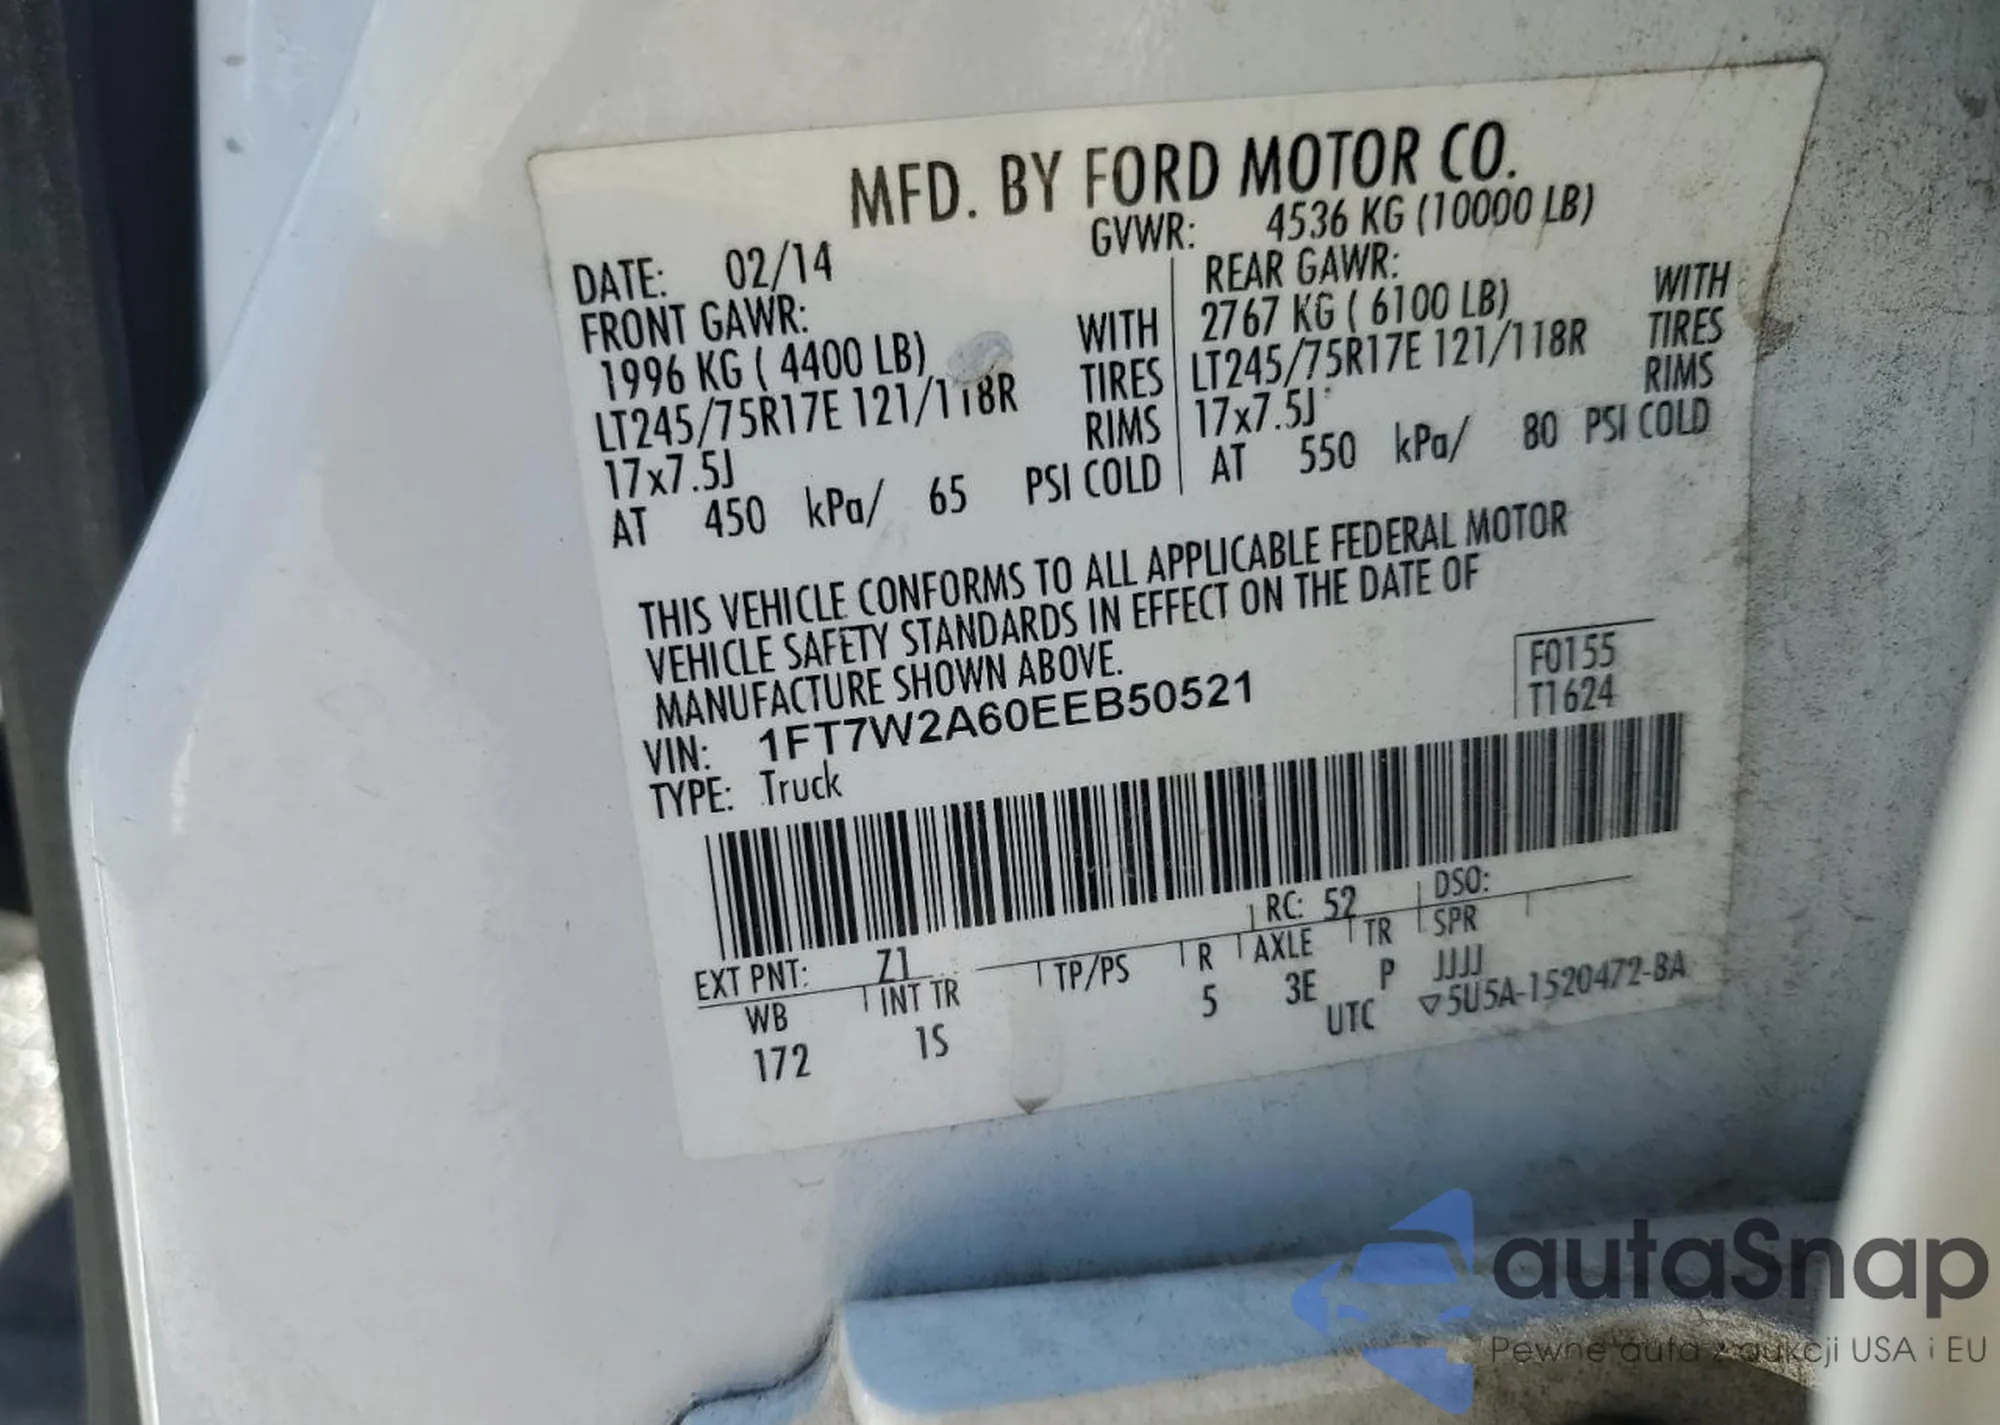 MFD. BY FORD MOTOR CO.
DATE: 02/14
GVWR: 4536 KG (10000 LB)
FRONT GAWR:
1996 KG ( 4400 LB) WITH
LT245/75R17E 121/118R TIRES
17x7.5J RIMS
AT 450 kPa/ 65 PSI COLD
REAR GAWR:
2767 KG ( 6100 LB) WITH
LT245/75R17E 121/118R TIRES
17x7.5J RIMS
AT 550 kPa/ 80 PSI COLD
THIS VEHICLE CONFORMS TO ALL APPLICABLE FEDERAL MOTOR
VEHICLE SAFETY STANDARDS IN EFFECT ON THE DATE OF
MANUFACTURE SHOWN ABOVE.
VIN: 1FT7W2A60EEB50521
TYPE: Truck
F0155
T1624
RC: 52 DSO:
EXT PNT: Z1
WB INT TR TP/PS R AXLE TR SPR
172 1S 5 3E P JJJJ
UTC ▽5U5A-1520472-BA
autaSnap
Pewne auta z aukcji USA i EU